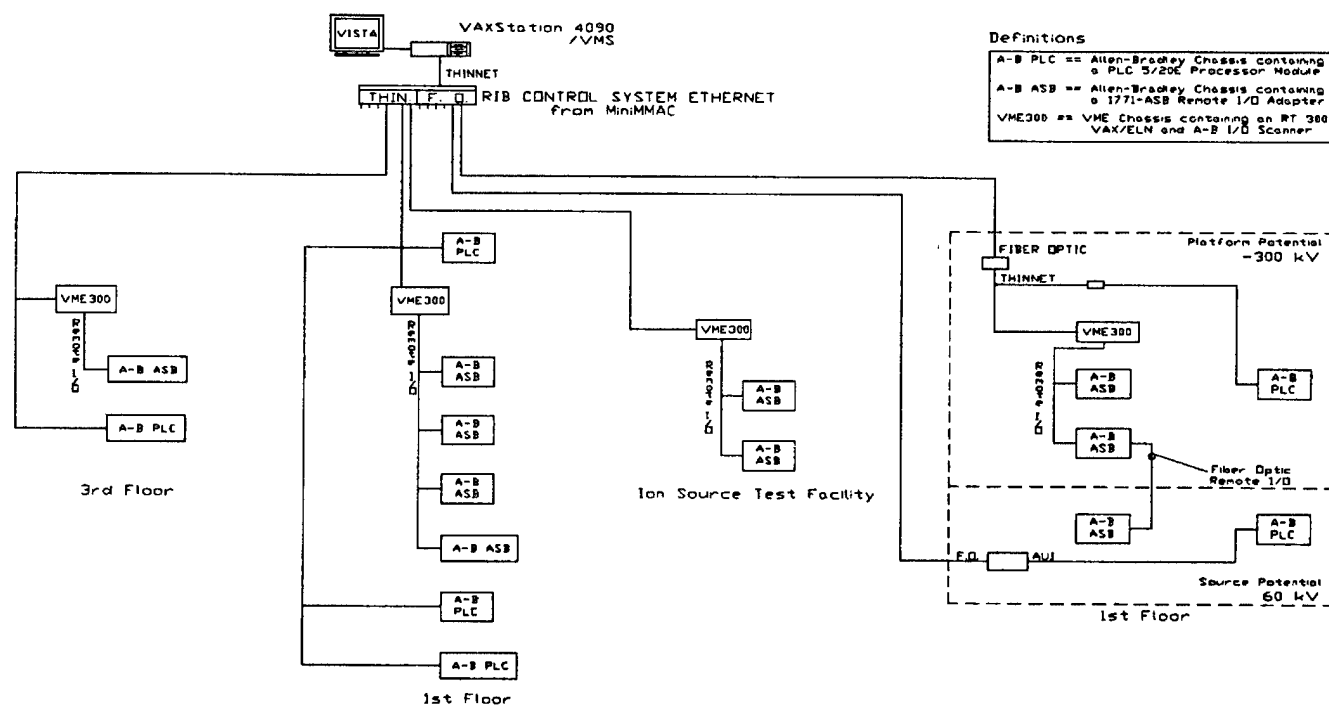 VISTA
VAXStation 4090
/VMS
THINNET
THIN F. O.
RIB CONTROL SYSTEM ETHERNET
from MiniMMAC
Definitions
A-B PLC == Allen-Bradley Chassis containing
a PLC 5/20E Processor Module
A-B ASB == Allen-Bradley Chassis containing
a 1771-ASB Remote I/O Adapter
VME300 == VME Chassis containing an RT 300
VAX/ELN and A-B I/O Scanner
VME300
Remote I/O
A-B ASB
A-B PLC
3rd Floor
A-B
PLC
VME300
Remote I/O
A-B
ASB
A-B
ASB
A-B
ASB
A-B ASB
A-B
PLC
A-B PLC
1st Floor
VME300
Remote I/O
A-B
ASB
A-B
ASB
Ion Source Test Facility
Platform Potential
-300 kV
FIBER OPTIC
THINNET
VME300
Remote I/O
A-B
ASB
A-B
PLC
A-B
ASB
Fiber Optic
Remote I/O
A-B
ASB
A-B
PLC
F.O.
AUI
Source Potential
60 kV
1st Floor